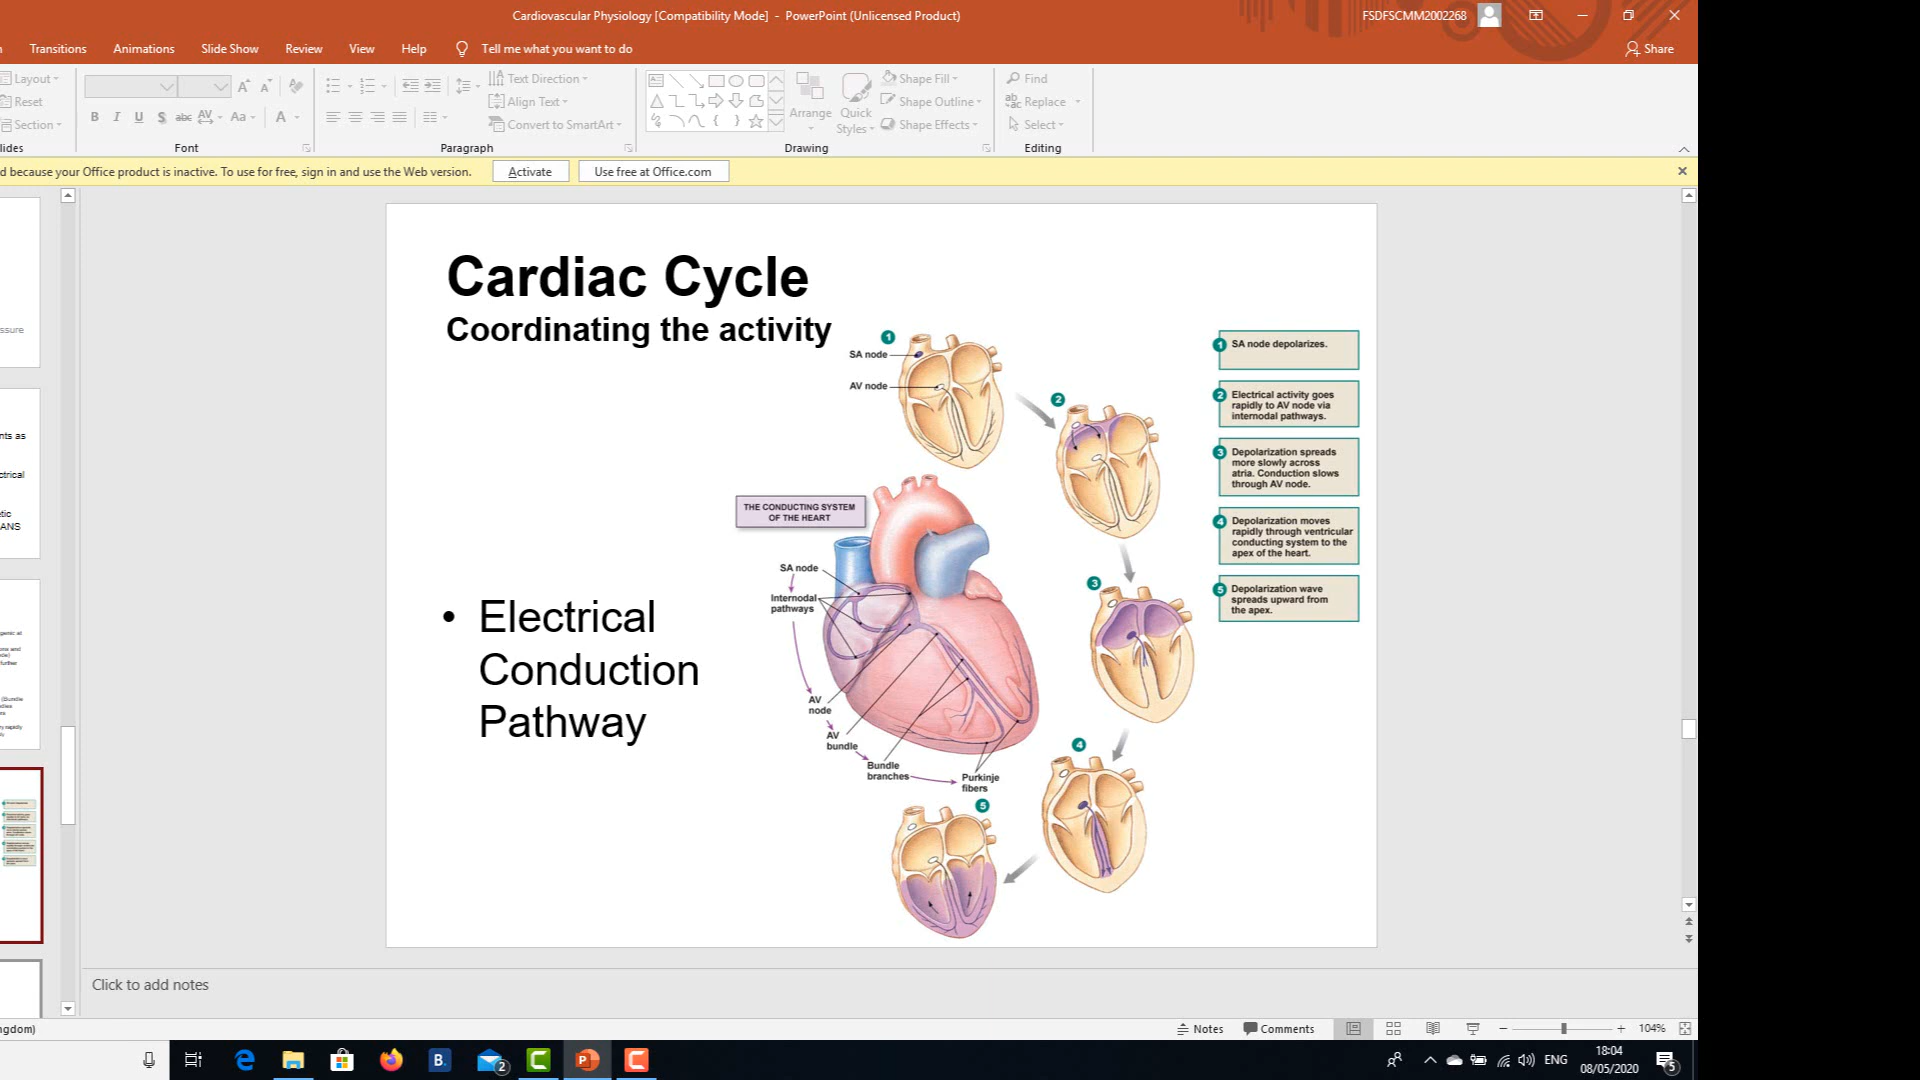 Cardiovascular Physiology [Compatibility Mode] - PowerPoint (Unlicensed Product)
FSDFSCMM2002268
Transitions Animations Slide Show Review View Help Tell me what you want to do
Share
Layout
Reset
Section
Font
Text Direction
Align Text
Convert to SmartArt
Paragraph
Arrange
Quick
Styles
Shape Fill
Shape Outline
Shape Effects
Drawing
Find
Replace
Select
Editing
because your Office product is inactive. To use for free, sign in and use the Web version.
Activate
Use free at Office.com
ANS
Cardiac Cycle
Coordinating the activity
• Electrical
Conduction
Pathway
1
SA node
AV node
2
3
4
5
THE CONDUCTING SYSTEM
OF THE HEART
SA node
Internodal
pathways
AV
node
AV
bundle
Bundle
branches
Purkinje
fibers
1 SA node depolarizes.
2 Electrical activity goes
rapidly to AV node via
internodal pathways.
3 Depolarization spreads
more slowly across
atria. Conduction slows
through AV node.
4 Depolarization moves
rapidly through ventricular
conducting system to the
apex of the heart.
5 Depolarization wave
spreads upward from
the apex.
Click to add notes
Notes
Comments
104%
ENG
18:04
08/05/2020